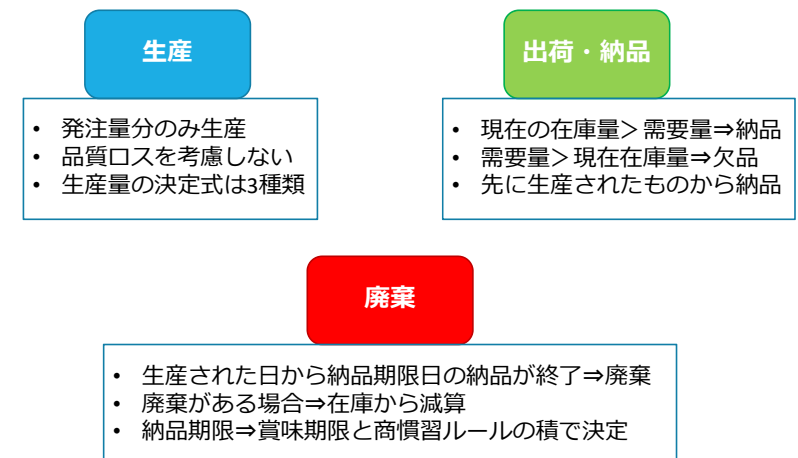 生産
• 発注量分のみ生産
• 品質ロスを考慮しない
• 生産量の決定式は3種類
出荷・納品
• 現在の在庫量＞需要量⇒納品
• 需要量＞現在在庫量⇒欠品
• 先に生産されたものから納品
廃棄
• 生産された日から納品期限日の納品が終了⇒廃棄
• 廃棄がある場合⇒在庫から減算
• 納品期限⇒賞味期限と商慣習ルールの積で決定